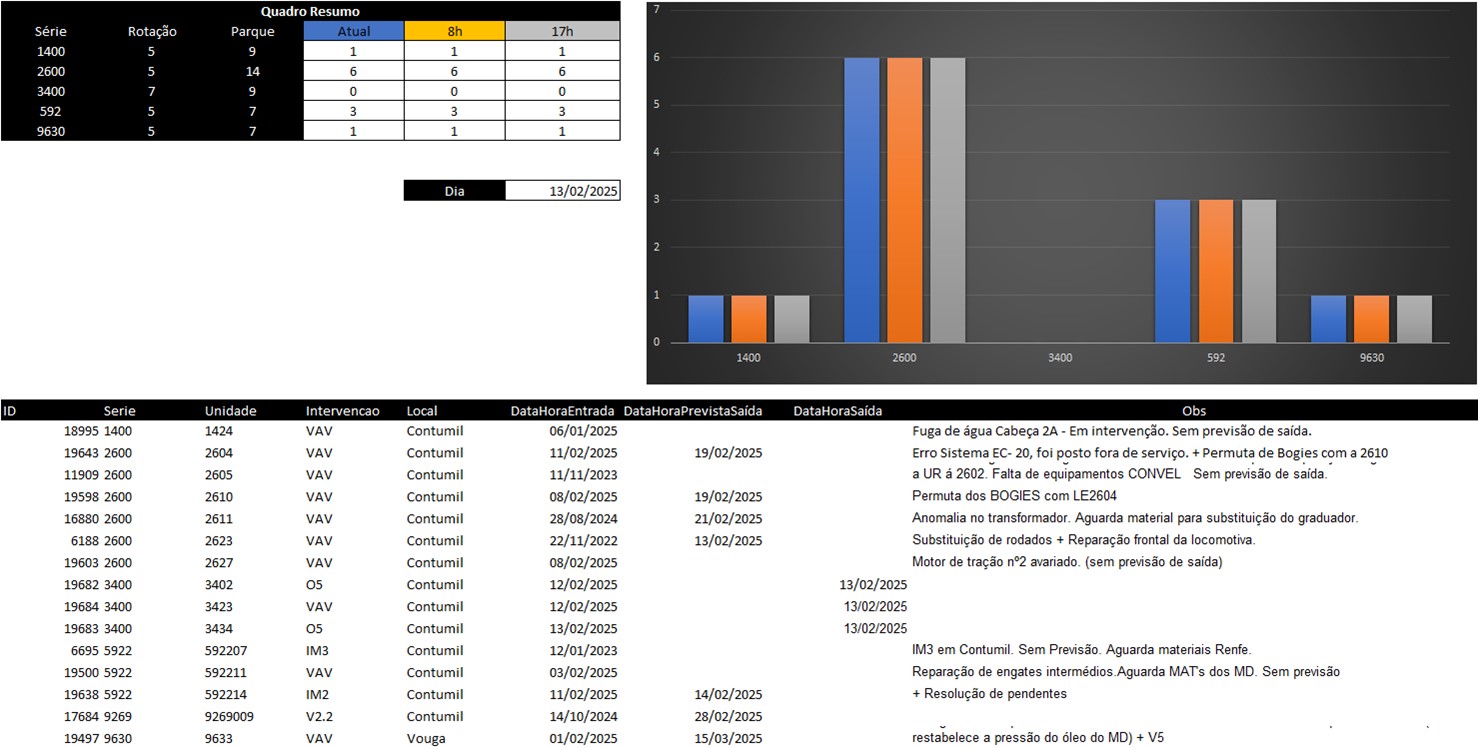 Quadro Resumo
Série Rotação Parque Atual 8h 17h
1400 5 9 1 1 1
2600 5 14 6 6 6
3400 7 9 0 0 0
592 5 7 3 3 3
9630 5 7 1 1 1
Dia 13/02/2025
7
6
5
4
3
2
1
0
1400 2600 3400 592 9630
ID Serie Unidade Intervencao Local DataHoraEntrada DataHoraPrevistaSaída DataHoraSaída Obs
18995 1400 1424 VAV Contumil 06/01/2025 Fuga de água Cabeça 2A - Em intervenção. Sem previsão de saída.
19643 2600 2604 VAV Contumil 11/02/2025 19/02/2025 Erro Sistema EC- 20, foi posto fora de serviço. + Permuta de Bogies com a 2610
11909 2600 2605 VAV Contumil 11/11/2023 a UR á 2602. Falta de equipamentos CONVEL Sem previsão de saída.
19598 2600 2610 VAV Contumil 08/02/2025 19/02/2025 Permuta dos BOGIES com LE2604
16880 2600 2611 VAV Contumil 28/08/2024 21/02/2025 Anomalia no transformador. Aguarda material para substituição do graduador.
6188 2600 2623 VAV Contumil 22/11/2022 13/02/2025 Substituição de rodados + Reparação frontal da locomotiva.
19603 2600 2627 VAV Contumil 08/02/2025 Motor de tração nº2 avariado. (sem previsão de saída)
19682 3400 3402 O5 Contumil 12/02/2025 13/02/2025
19684 3400 3423 VAV Contumil 12/02/2025 13/02/2025
19683 3400 3434 O5 Contumil 13/02/2025 13/02/2025
6695 5922 592207 IM3 Contumil 12/01/2023 IM3 em Contumil. Sem Previsão. Aguarda materiais Renfe.
19500 5922 592211 VAV Contumil 03/02/2025 Reparação de engates intermédios.Aguarda MAT's dos MD. Sem previsão
19638 5922 592214 IM2 Contumil 11/02/2025 14/02/2025 + Resolução de pendentes
17684 9269 9269009 V2.2 Contumil 14/10/2024 28/02/2025
19497 9630 9633 VAV Vouga 01/02/2025 15/03/2025 restabelece a pressão do óleo do MD) + V5